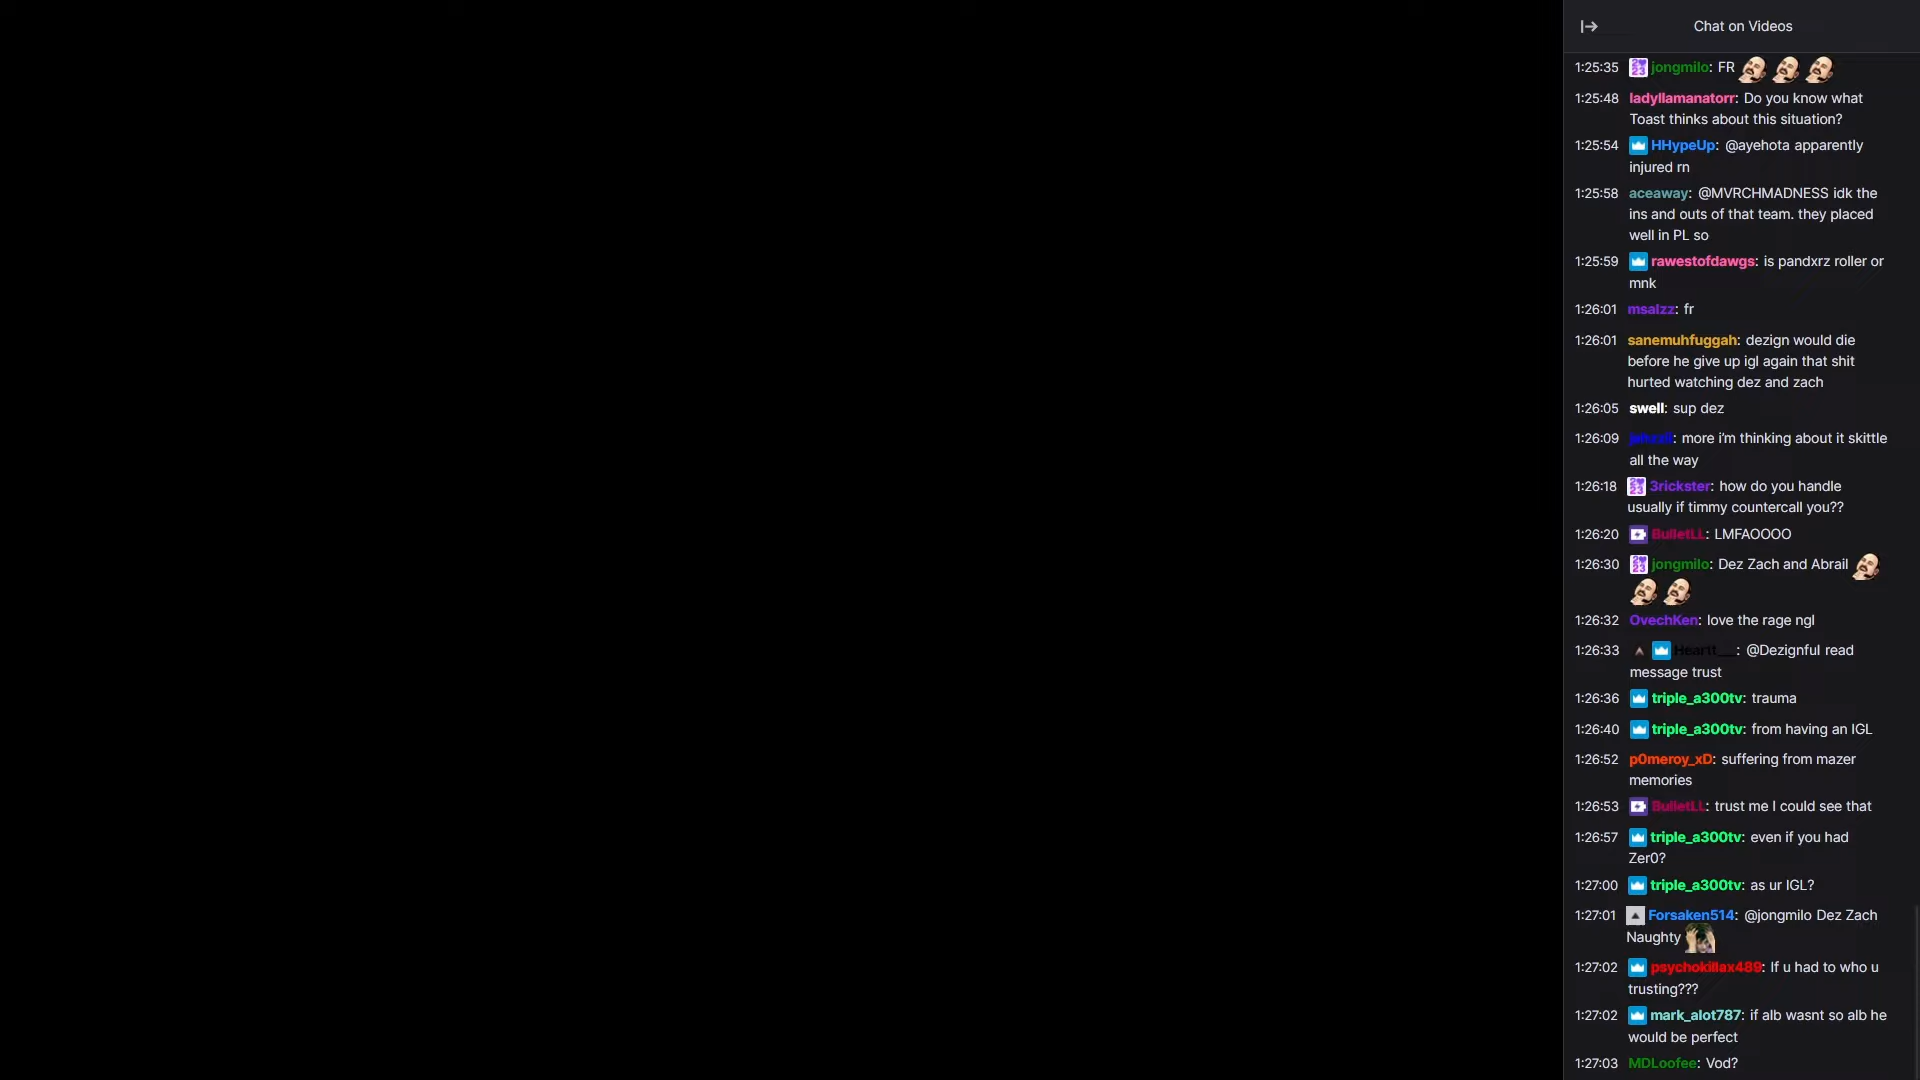 Chat on Videos
1:25:35 jongmilo: FR
1:25:48 ladyllamanatorr: Do you know what
Toast thinks about this situation?
1:25:54 HHypeUp: @ayehota apparently
injured rn
1:25:58 aceaway: @MVRCHMADNESS idk the
ins and outs of that team. they placed
well in PL so
1:25:59 rawestofdawgs: is pandxrz roller or
mnk
1:26:01 msalzz: fr
1:26:01 sanemuhfuggah: dezign would die
before he give up igl again that shit
hurted watching dez and zach
1:26:05 swell: sup dez
1:26:09 : more i'm thinking about it skittle
all the way
1:26:18 3rickster: how do you handle
usually if timmy countercall you??
1:26:20 BulletLL: LMFAOOOO
1:26:30 jongmilo: Dez Zach and Abrail
1:26:32 OvechKen: love the rage ngl
1:26:33 : @Dezignful read
message trust
1:26:36 triple_a300tv: trauma
1:26:40 triple_a300tv: from having an IGL
1:26:52 p0meroy_xD: suffering from mazer
memories
1:26:53 BulletLL: trust me I could see that
1:26:57 triple_a300tv: even if you had
Zer0?
1:27:00 triple_a300tv: as ur IGL?
1:27:01 Forsaken514: @jongmilo Dez Zach
Naughty
1:27:02 psychokillax489: If u had to who u
trusting???
1:27:02 mark_alot787: if alb wasnt so alb he
would be perfect
1:27:03 MDLoofee: Vod?